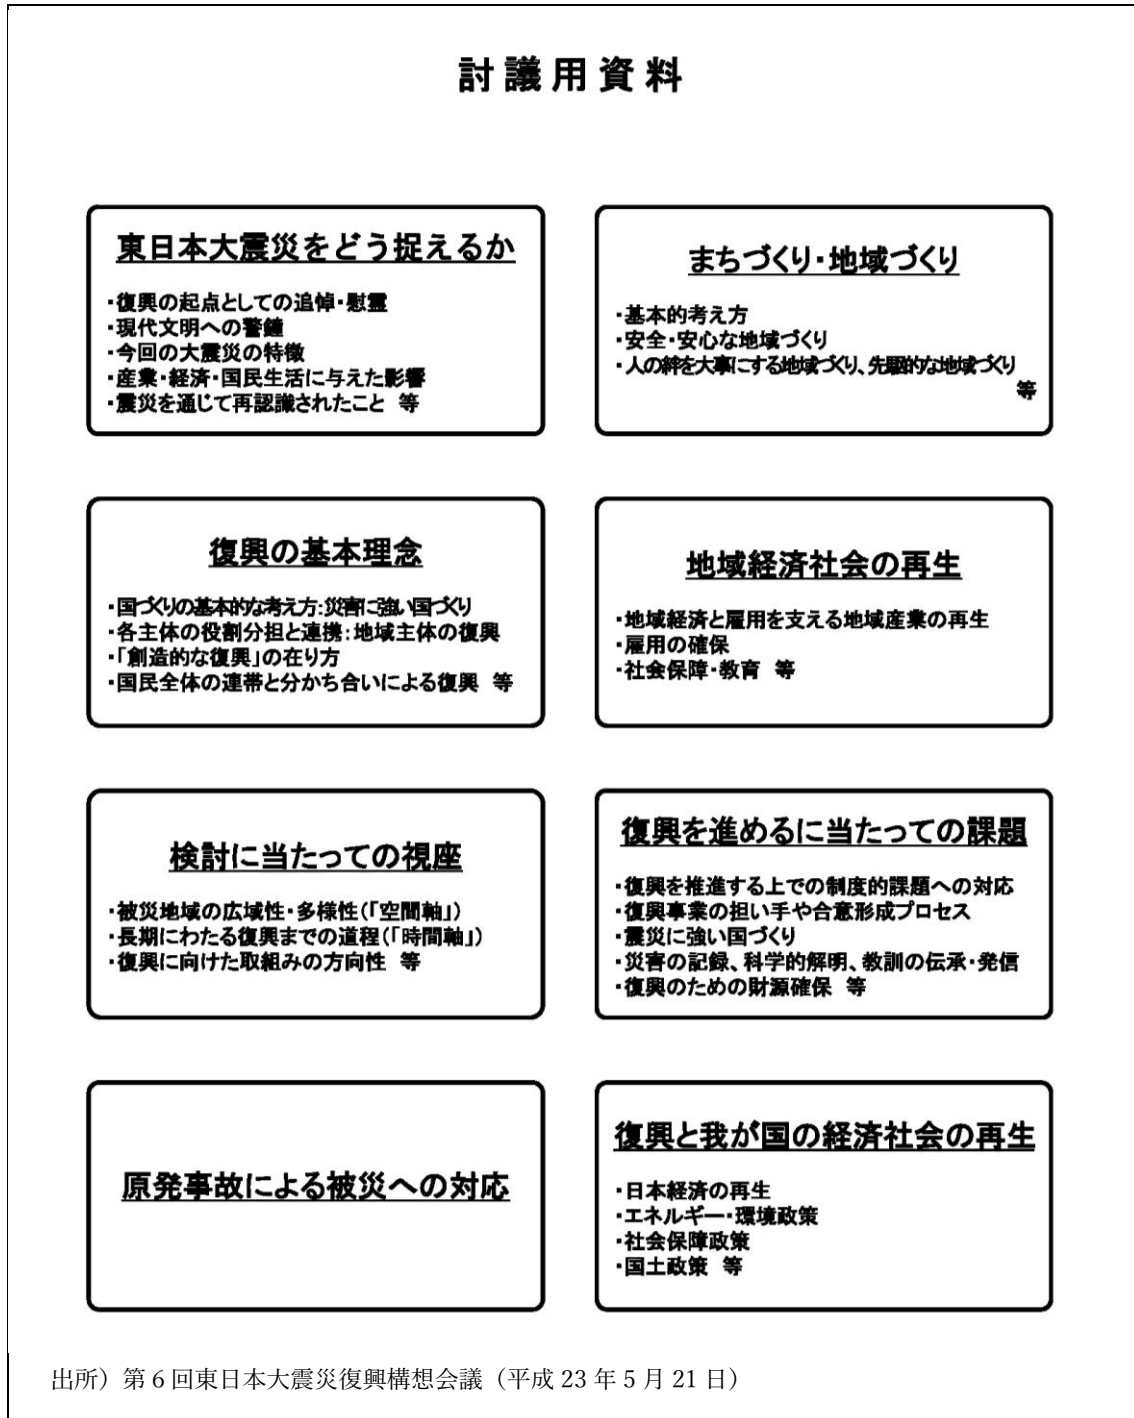 討議用資料
東日本大震災をどう捉えるか
・復興の起点としての追悼・慰霊
・現代文明への警鐘
・今回の大震災の特徴
・産業・経済・国民生活に与えた影響
・震災を通じて再認識されたこと 等
まちづくり・地域づくり
・基本的考え方
・安全・安心な地域づくり
・人の絆を大事にする地域づくり、先駆的な地域づくり
等
復興の基本理念
・国づくりの基本的な考え方:災害に強い国づくり
・各主体の役割分担と連携:地域主体の復興
・「創造的な復興」の在り方
・国民全体の連帯と分かち合いによる復興 等
地域経済社会の再生
・地域経済と雇用を支える地域産業の再生
・雇用の確保
・社会保障・教育 等
検討に当たっての視座
・被災地域の広域性・多様性(「空間軸」)
・長期にわたる復興までの道程(「時間軸」)
・復興に向けた取組みの方向性 等
復興を進めるに当たっての課題
・復興を推進する上での制度的課題への対応
・復興事業の担い手や合意形成プロセス
・震災に強い国づくり
・災害の記録、科学的解明、教訓の伝承・発信
・復興のための財源確保 等
原発事故による被災への対応
復興と我が国の経済社会の再生
・日本経済の再生
・エネルギー・環境政策
・社会保障政策
・国土政策 等
出所）第 6 回東日本大震災復興構想会議（平成 23 年 5 月 21 日）